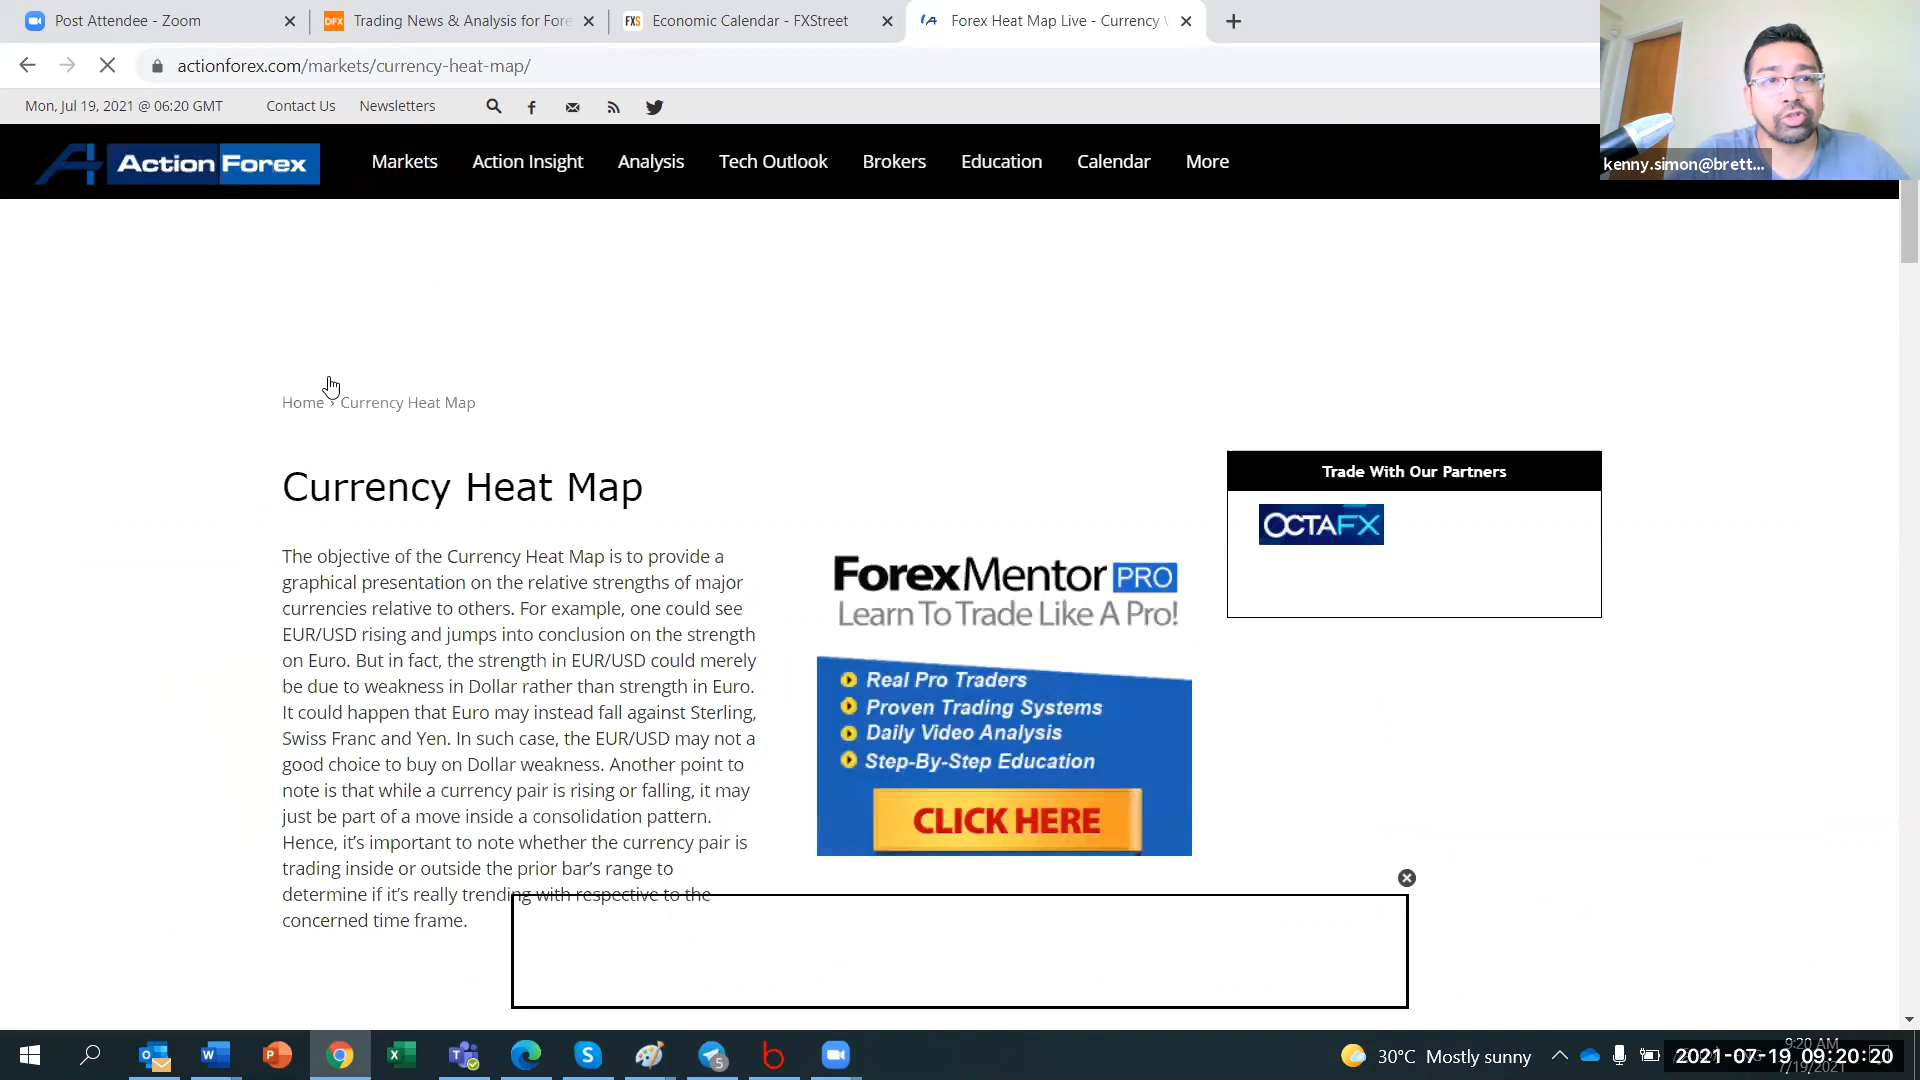 Post Attendee - Zoom
DFX Trading News & Analysis for Fore
FXS Economic Calendar - FXStreet
Forex Heat Map Live - Currency
actionforex.com/markets/currency-heat-map/
Mon, Jul 19, 2021 @ 06:20 GMT Contact Us Newsletters
Action Forex Markets Action Insight Analysis Tech Outlook Brokers Education Calendar More
kenny.simon@brett...
Home › Currency Heat Map
Currency Heat Map
The objective of the Currency Heat Map is to provide a
graphical presentation on the relative strengths of major
currencies relative to others. For example, one could see
EUR/USD rising and jumps into conclusion on the strength
on Euro. But in fact, the strength in EUR/USD could merely
be due to weakness in Dollar rather than strength in Euro.
It could happen that Euro may instead fall against Sterling,
Swiss Franc and Yen. In such case, the EUR/USD may not a
good choice to buy on Dollar weakness. Another point to
note is that while a currency pair is rising or falling, it may
just be part of a move inside a consolidation pattern.
Hence, it's important to note whether the currency pair is
trading inside or outside the prior bar's range to
determine if it's really trending with respective to the
concerned time frame.
ForexMentor PRO
Learn To Trade Like A Pro!
Real Pro Traders
Proven Trading Systems
Daily Video Analysis
Step-By-Step Education
CLICK HERE
Trade With Our Partners
OCTAFX
5
30°C Mostly sunny
9:20 AM
7/19/2021
2021-07-19 09:20:20